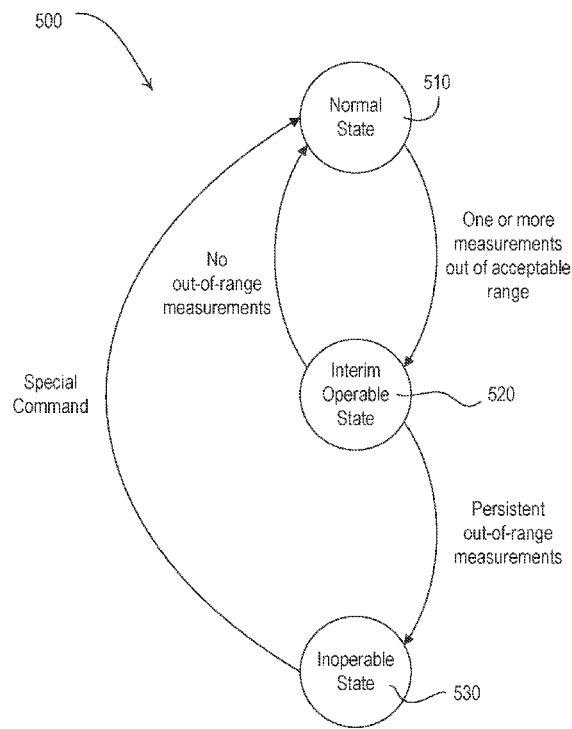 500
510
Normal
State
One or more
measurements
out of acceptable
range
No
out-of-range
measurements
Interim
Operable
State
520
Special
Command
Persistent
out-of-range
measurements
Inoperable
State
530